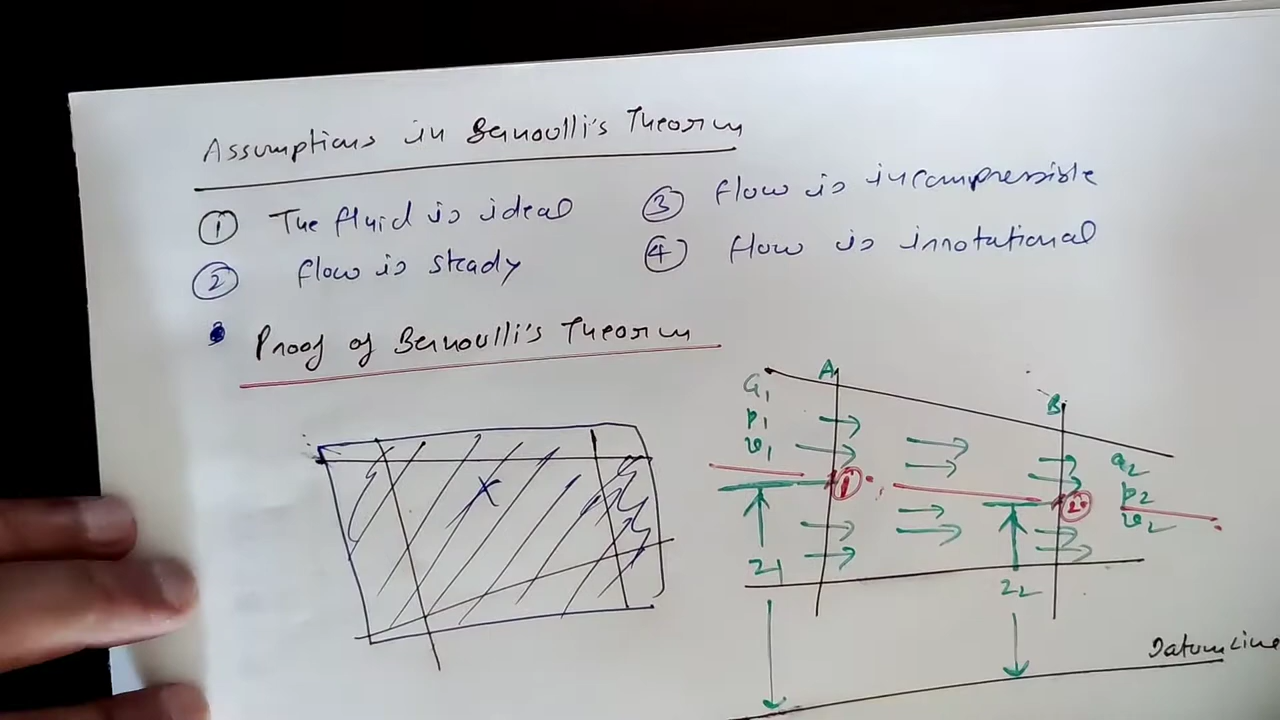 Assumptions in Bernoulli's Theorem
① The fluid is ideal
② flow is steady
③ flow is incompressible
④ flow is irrotational
Proof of Bernoulli's Theorem
A
B
a₁
p₁
v₁
①
②
a₂
p₂
v₂
z₁
z₂
Datum Line